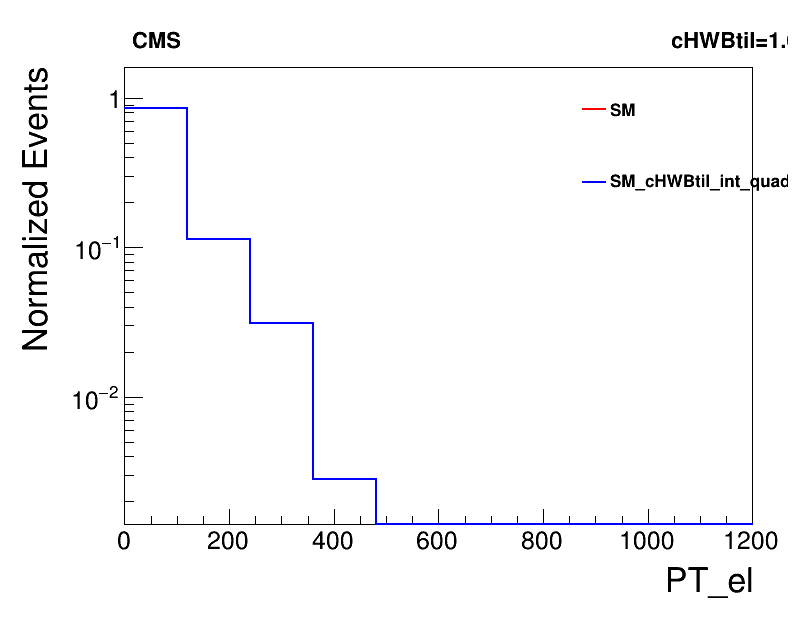 CMS
cHWBtil=1.
Normalized Events
1
10−1
10−2
SM
SM_cHWBtil_int_quad
0 200 400 600 800 1000 1200
PT_el